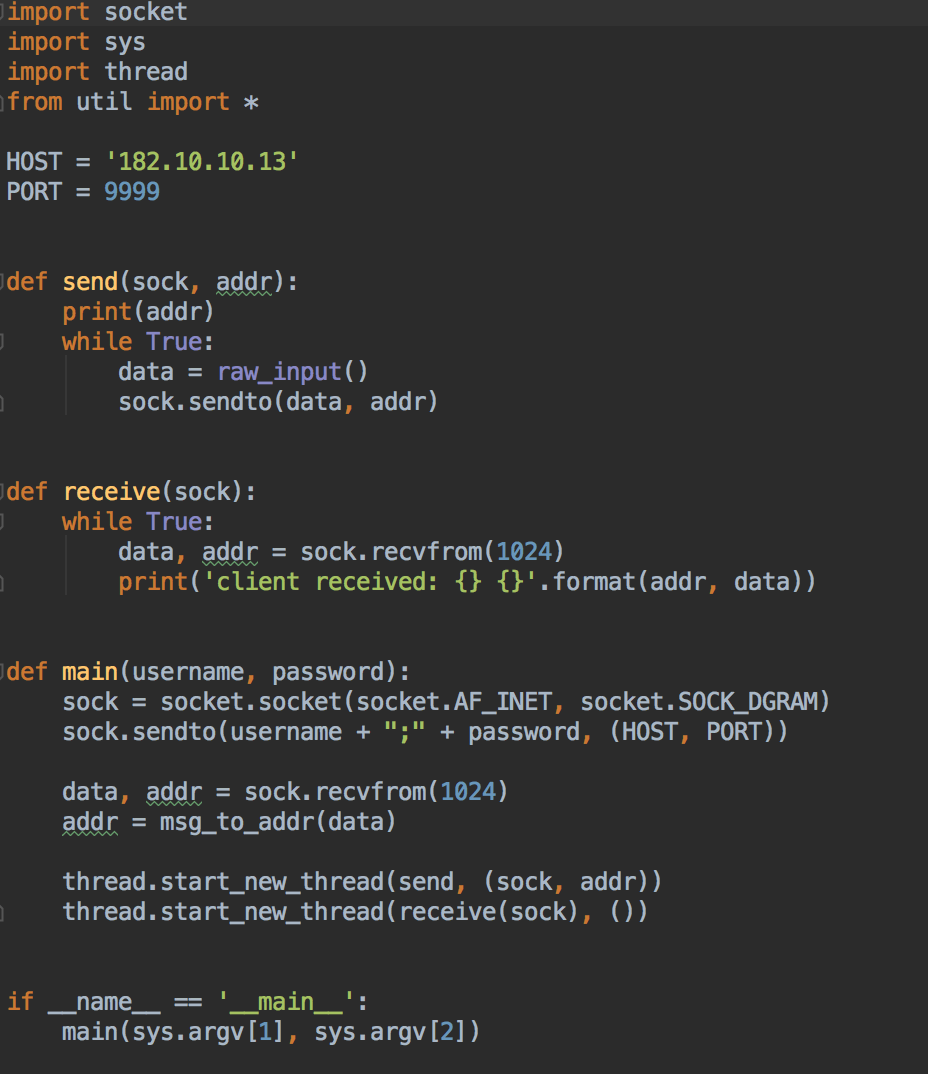 import socket
import sys
import thread
from util import *

HOST = '182.10.10.13'
PORT = 9999


def send(sock, addr):
    print(addr)
    while True:
        data = raw_input()
        sock.sendto(data, addr)


def receive(sock):
    while True:
        data, addr = sock.recvfrom(1024)
        print('client received: {} {}'.format(addr, data))


def main(username, password):
    sock = socket.socket(socket.AF_INET, socket.SOCK_DGRAM)
    sock.sendto(username + ";" + password, (HOST, PORT))

    data, addr = sock.recvfrom(1024)
    addr = msg_to_addr(data)

    thread.start_new_thread(send, (sock, addr))
    thread.start_new_thread(receive(sock), ())


if __name__ == '__main__':
    main(sys.argv[1], sys.argv[2])